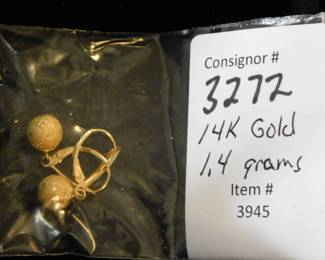 Consignor #
3272
14K Gold
1.4 grams
Item #
3945